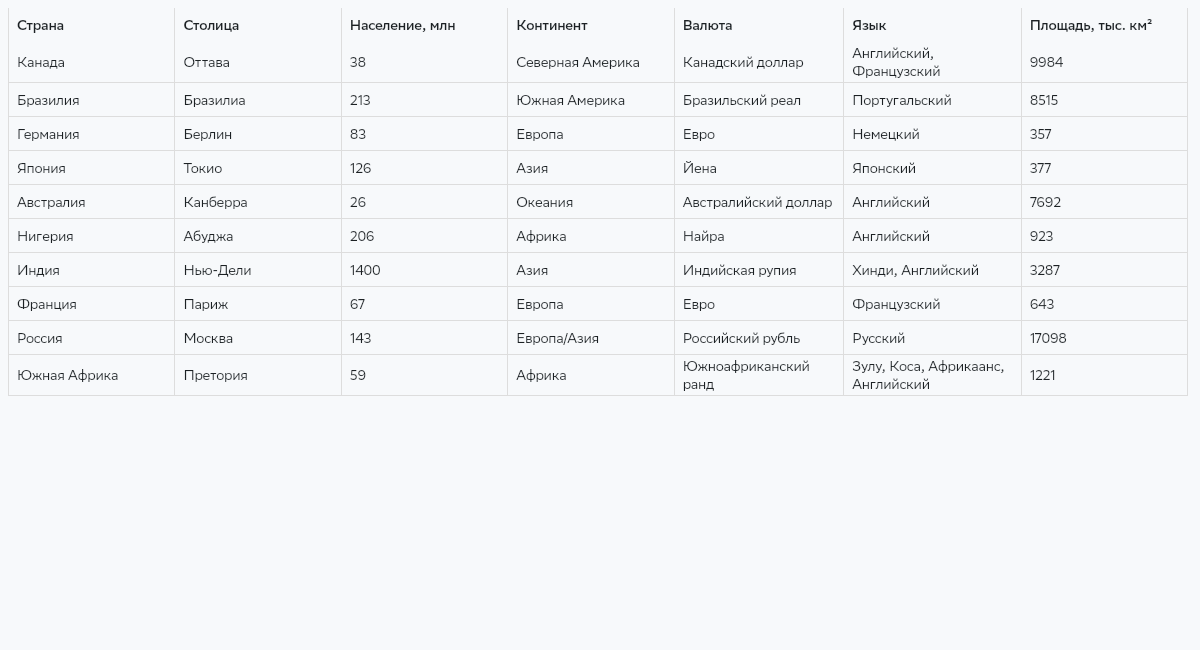 Страна Столица Население, млн Континент Валюта Язык Площадь, тыс. км²
Канада Оттава 38 Северная Америка Канадский доллар Английский, Французский 9984
Бразилия Бразилиа 213 Южная Америка Бразильский реал Португальский 8515
Германия Берлин 83 Европа Евро Немецкий 357
Япония Токио 126 Азия Йена Японский 377
Австралия Канберра 26 Океания Австралийский доллар Английский 7692
Нигерия Абуджа 206 Африка Найра Английский 923
Индия Нью-Дели 1400 Азия Индийская рупия Хинди, Английский 3287
Франция Париж 67 Европа Евро Французский 643
Россия Москва 143 Европа/Азия Российский рубль Русский 17098
Южная Африка Претория 59 Африка Южноафриканский ранд Зулу, Коса, Африкаанс, Английский 1221